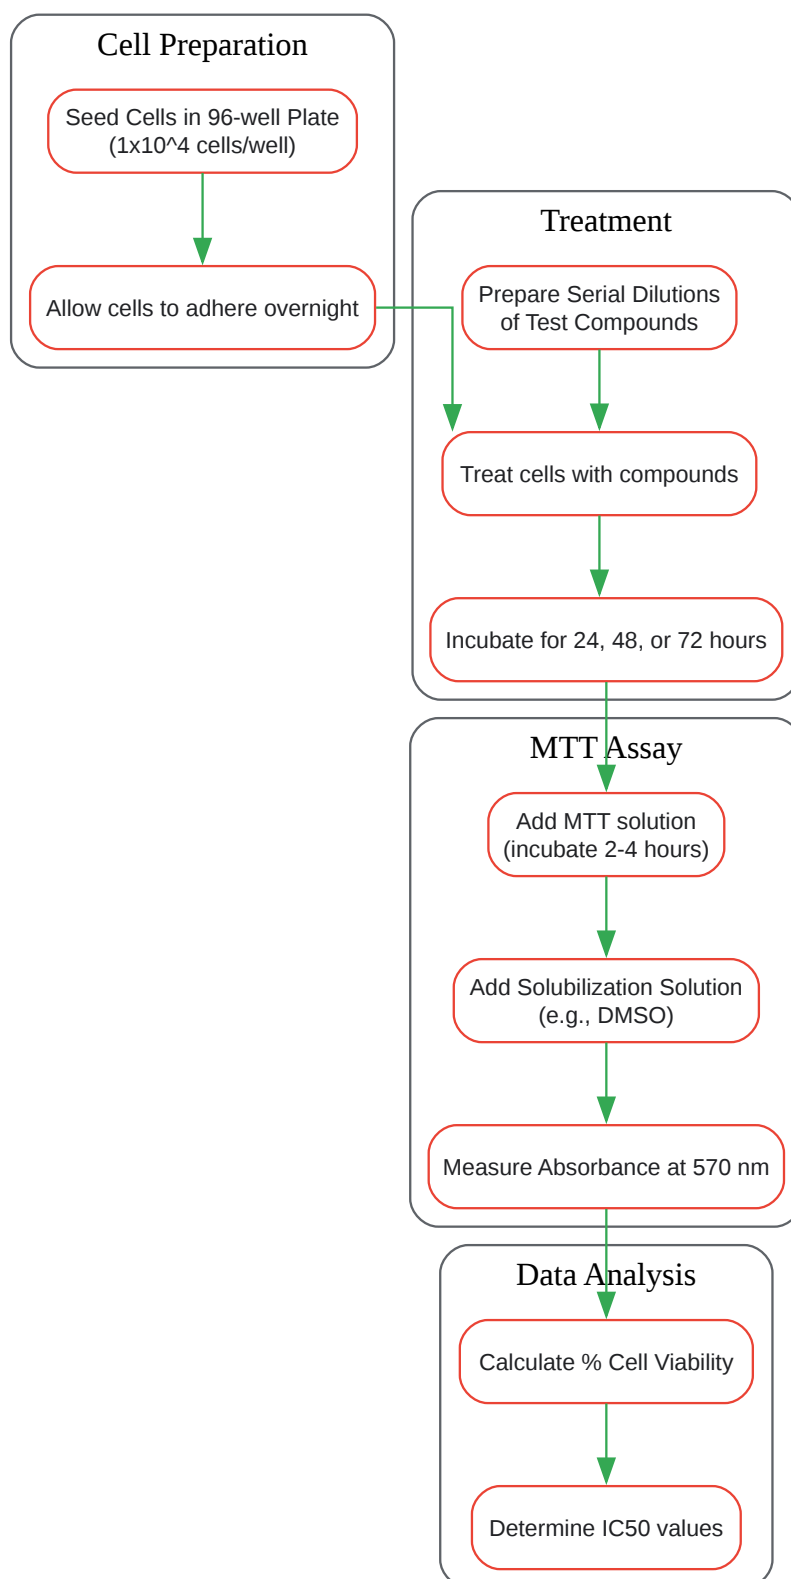 Cell Preparation
Seed Cells in 96-well Plate
(1x10^4 cells/well)
Allow cells to adhere overnight
Treatment
Prepare Serial Dilutions
of Test Compounds
Treat cells with compounds
Incubate for 24, 48, or 72 hours
MTT Assay
Add MTT solution
(incubate 2-4 hours)
Add Solubilization Solution
(e.g., DMSO)
Measure Absorbance at 570 nm
Data Analysis
Calculate % Cell Viability
Determine IC50 values